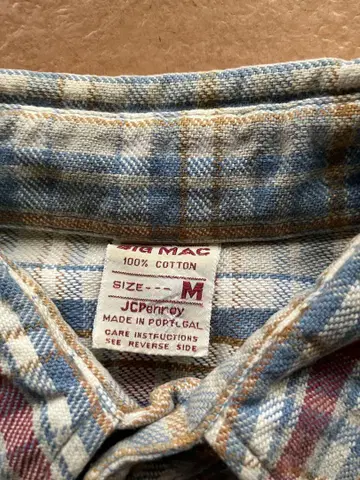 BIG MAC
100% COTTON
SIZE--- M
JCPenney
MADE IN PORTUGAL
CARE INSTRUCTIONS
SEE REVERSE SIDE